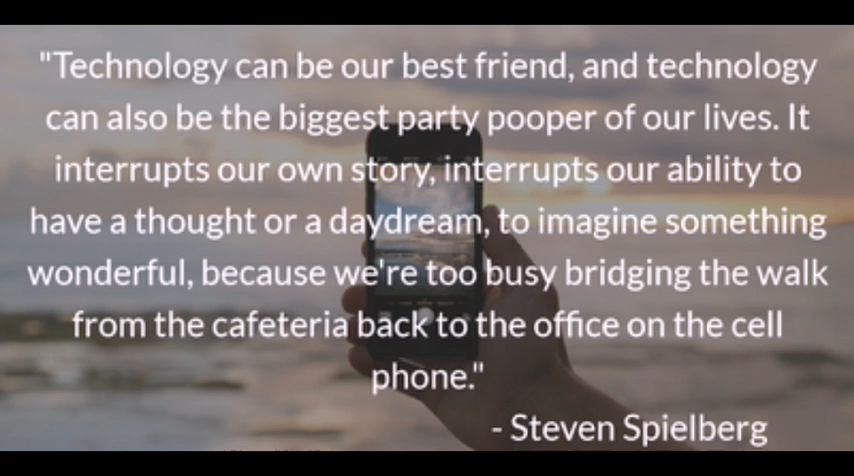 "Technology can be our best friend, and technology
can also be the biggest party pooper of our lives. It
interrupts our own story, interrupts our ability to
have a thought or a daydream, to imagine something
wonderful, because we're too busy bridging the walk
from the cafeteria back to the office on the cell
phone."
- Steven Spielberg